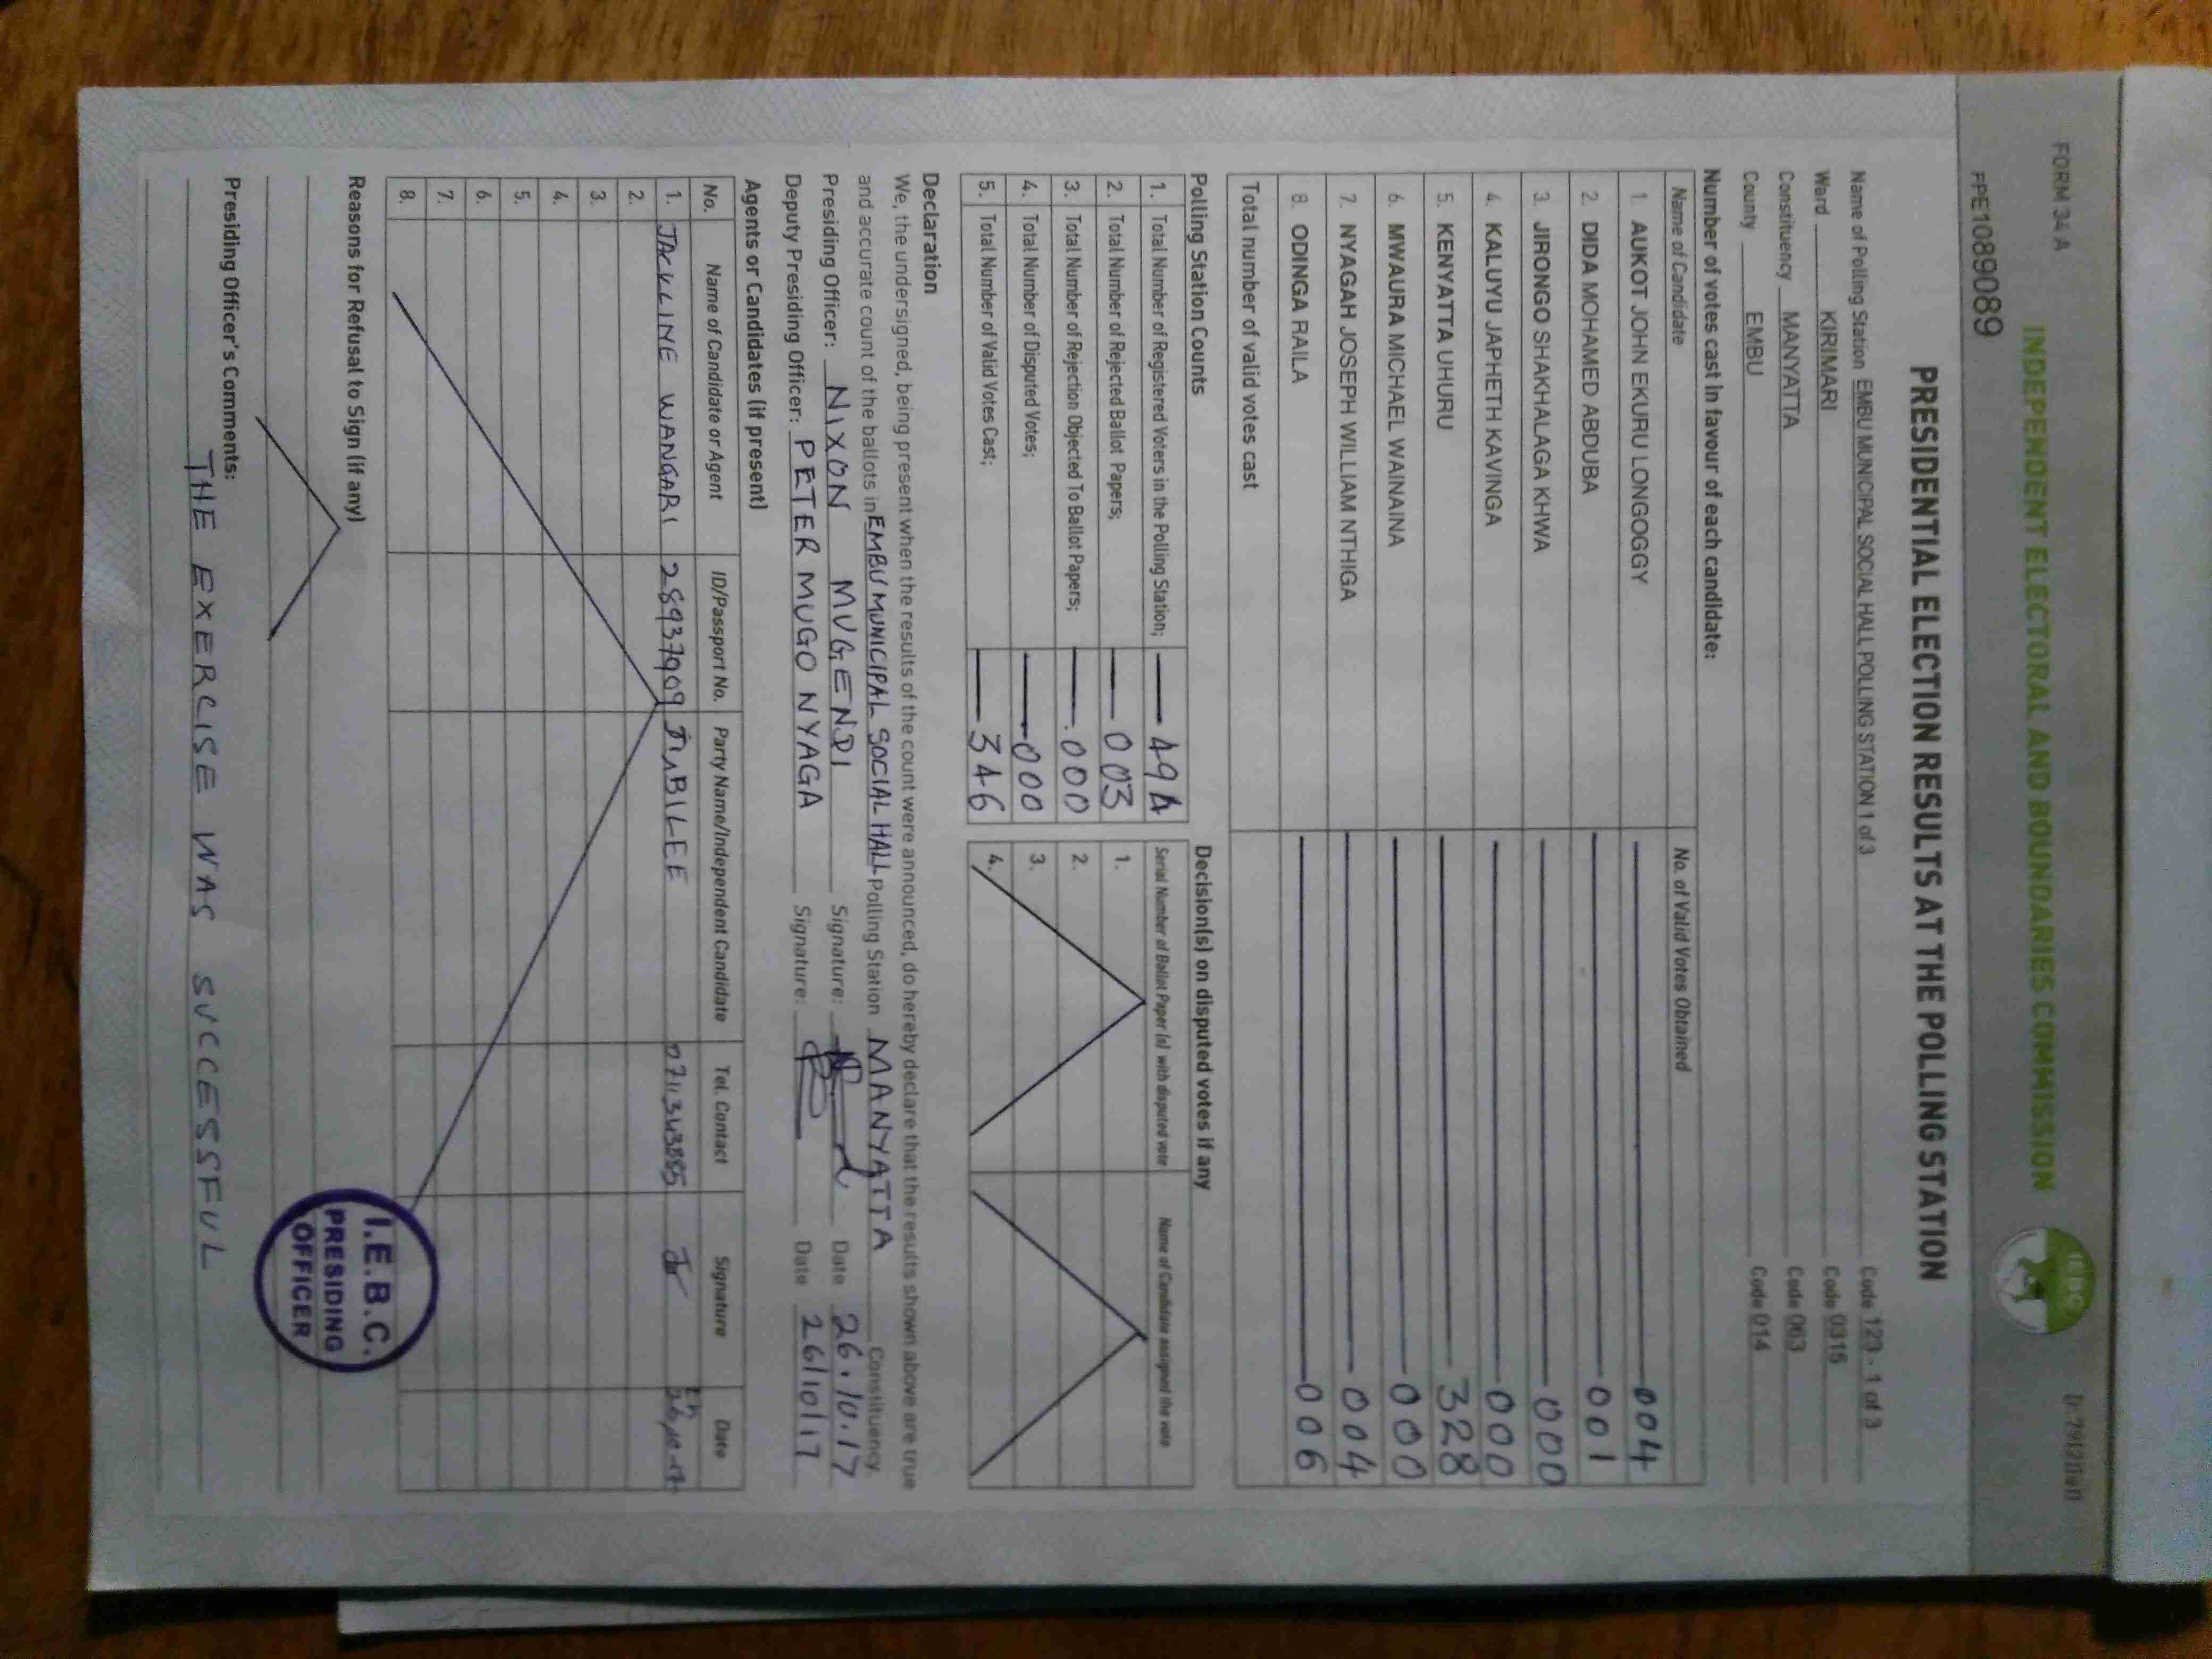 FORM 34 A
INDEPENDENT ELECTORAL AND BOUNDARIES COMMISSION
IEBC
FPE1089089
PRESIDENTIAL ELECTION RESULTS AT THE POLLING STATION
Name of Polling Station EMBU MUNICIPAL SOCIAL HALL POLLING STATION 1 of 3 Code 123 - 1 of 3
Ward KIRIMARI Code 0315
Constituency MANYATTA Code 063
County EMBU Code 014
Number of votes cast in favour of each candidate:
Name of Candidate No. of Valid Votes Obtained
1. AUKOT JOHN EKURU LONGOGGY 004
2. DIDA MOHAMED ABDUBA 001
3. JIRONGO SHAKHALAGA KHWA 000
4. KALUYU JAPHETH KAVINGA 000
5. KENYATTA UHURU 328
6. MWAURA MICHAEL WAINAINA 000
7. NYAGAH JOSEPH WILLIAM NTHIGA 004
8. ODINGA RAILA 006
Total number of valid votes cast
Polling Station Counts Decision(s) on disputed votes if any
1. Total Number of Registered Voters in the Polling Station; 494 Serial Number of Ballot Paper (s) with disputed vote Name of Candidate assigned the vote
2. Total Number of Rejected Ballot Papers; 003 1.
3. Total Number of Rejection Objected To Ballot Papers; 000 2.
4. Total Number of Disputed Votes; 000 3.
5. Total Number of Valid Votes Cast; 346 4.
Declaration
We, the undersigned, being present when the results of the count were announced, do hereby declare that the results shown above are true
and accurate count of the ballots in EMBU MUNICIPAL SOCIAL HALL Polling Station MANYATTA Constituency
Presiding Officer: NIXON MUGENDI Signature: Date 26.10.17
Deputy Presiding Officer: PETER MUGO NYAGA Signature: Date 26/10/17
Agents or Candidates (if present)
No. Name of Candidate or Agent ID/Passport No. Party Name/Independent Candidate Tel. Contact Signature Date
1. JACKLINE WANGARI 28937909 JUBILEE
2.
3.
4.
5.
6.
7.
8.
Reasons for Refusal to Sign (if any)
I.E.B.C.
PRESIDING
OFFICER
Presiding Officer's Comments:
THE EXERCISE WAS SUCCESSFUL